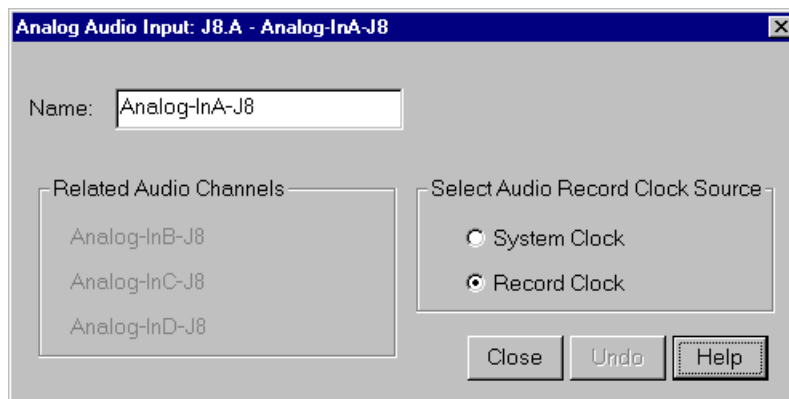 Analog Audio Input: J8.A - Analog-InA-J8
Name: Analog-InA-J8
Related Audio Channels
Analog-InB-J8
Analog-InC-J8
Analog-InD-J8
Select Audio Record Clock Source
System Clock
Record Clock
Close Undo Help